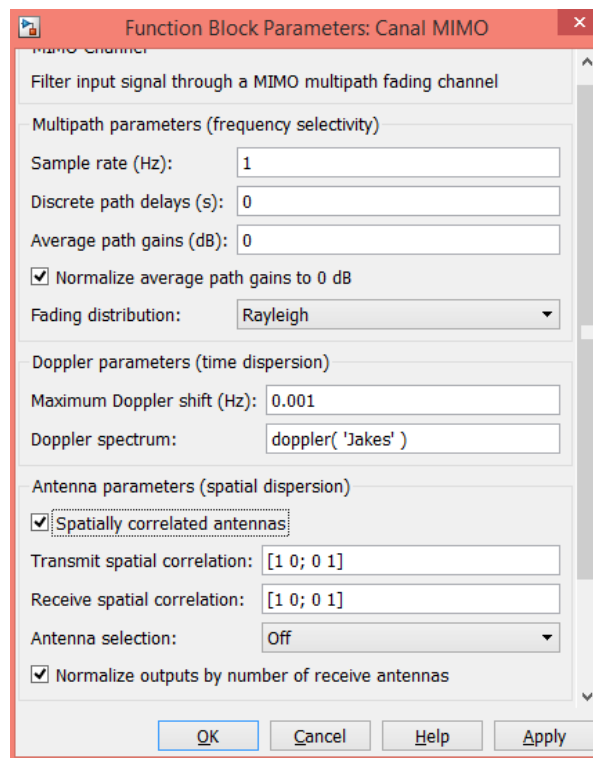 Function Block Parameters: Canal MIMO
MIMO Channel
Filter input signal through a MIMO multipath fading channel
Multipath parameters (frequency selectivity)
Sample rate (Hz): 1
Discrete path delays (s): 0
Average path gains (dB): 0
Normalize average path gains to 0 dB
Fading distribution: Rayleigh
Doppler parameters (time dispersion)
Maximum Doppler shift (Hz): 0.001
Doppler spectrum: doppler( 'Jakes' )
Antenna parameters (spatial dispersion)
Spatially correlated antennas
Transmit spatial correlation: [1 0; 0 1]
Receive spatial correlation: [1 0; 0 1]
Antenna selection: Off
Normalize outputs by number of receive antennas
OK Cancel Help Apply